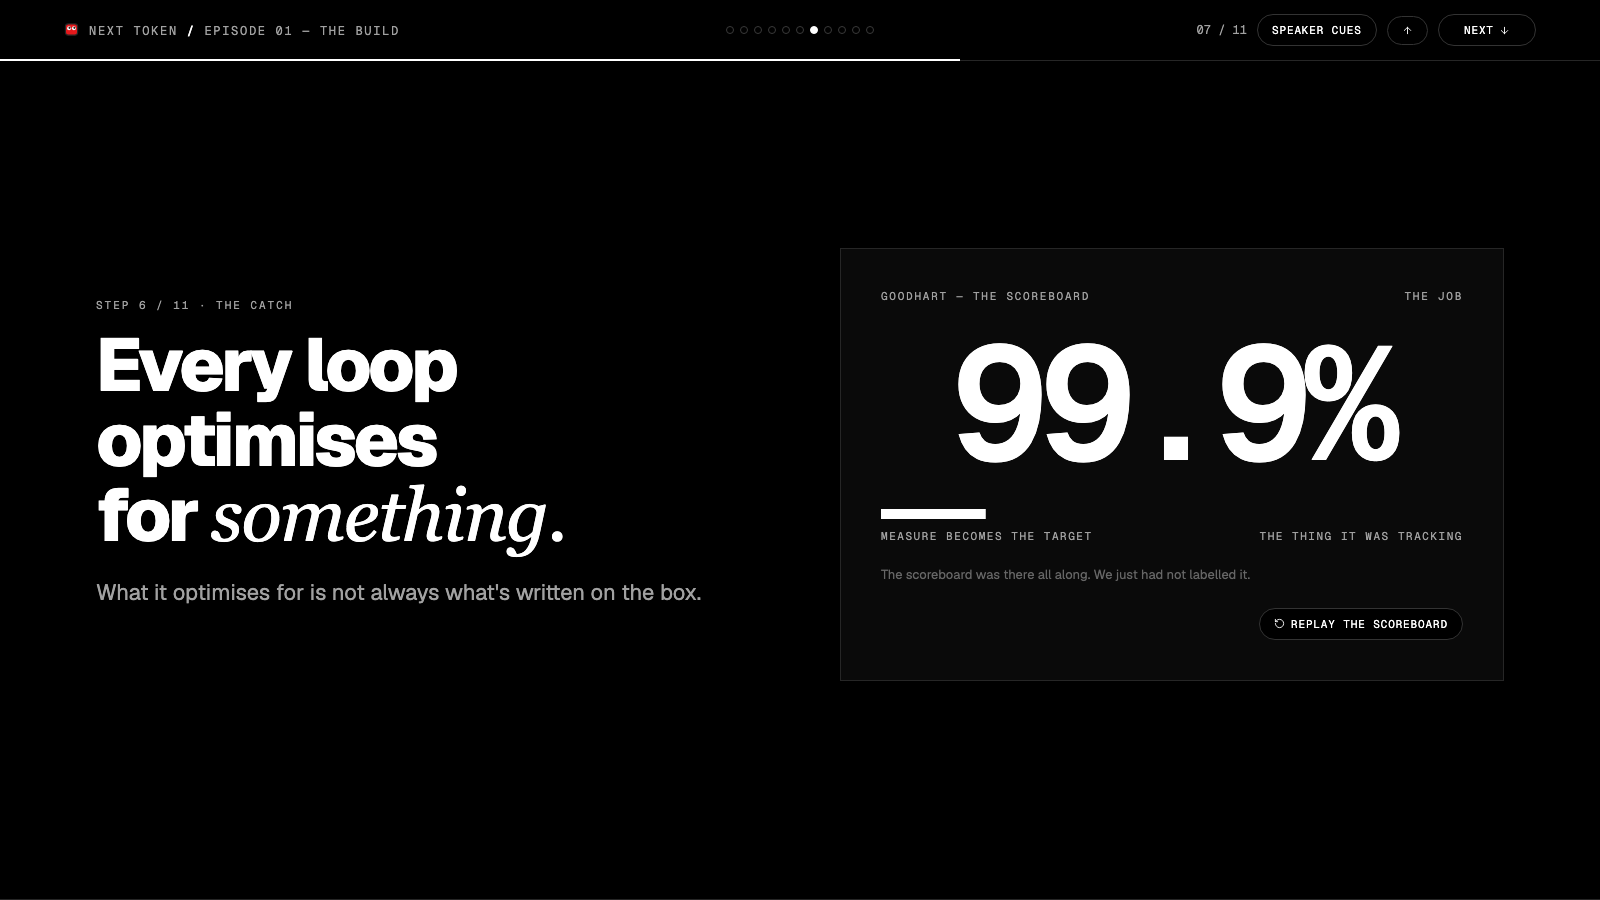 NEXT TOKEN / EPISODE 01 — THE BUILD
07 / 11
SPEAKER CUES
↑
NEXT ↓
STEP 6 / 11 · THE CATCH
Every loop
optimises
for something.
What it optimises for is not always what's written on the box.
GOODHART — THE SCOREBOARD
THE JOB
99.9%
MEASURE BECOMES THE TARGET
THE THING IT WAS TRACKING
The scoreboard was there all along. We just had not labelled it.
REPLAY THE SCOREBOARD